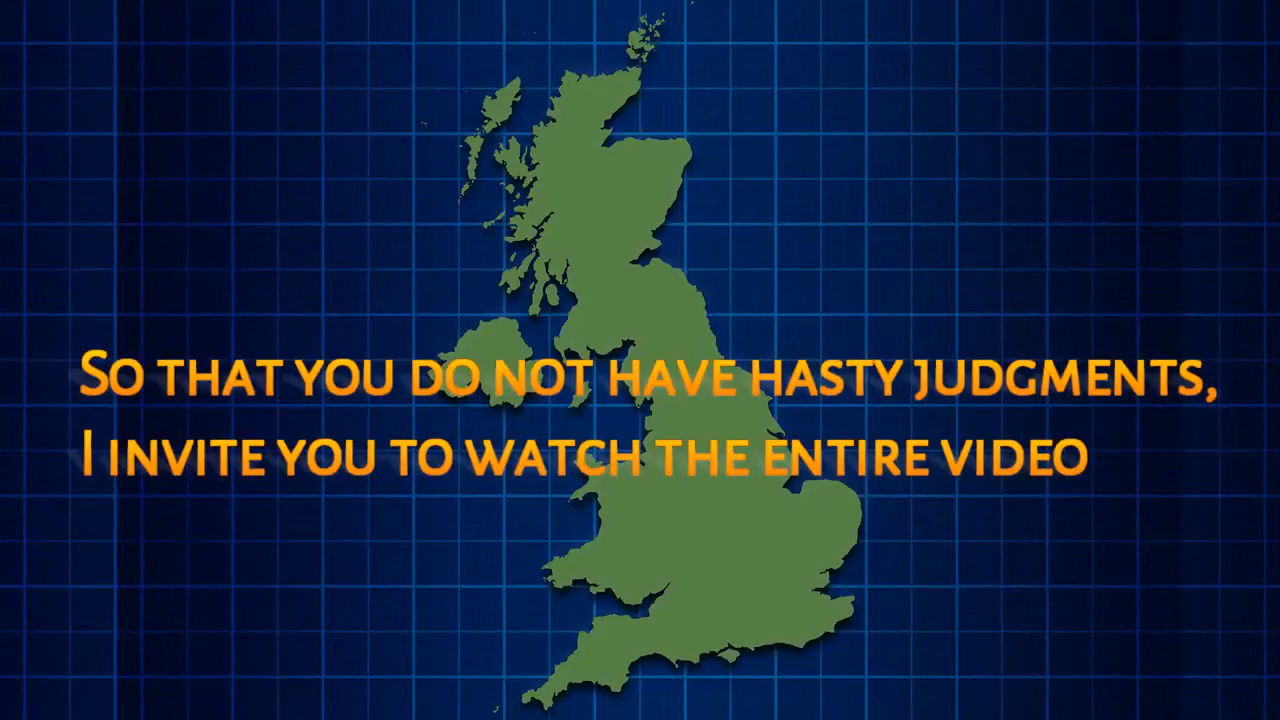 So that you do not have hasty judgments,
I invite you to watch the entire video